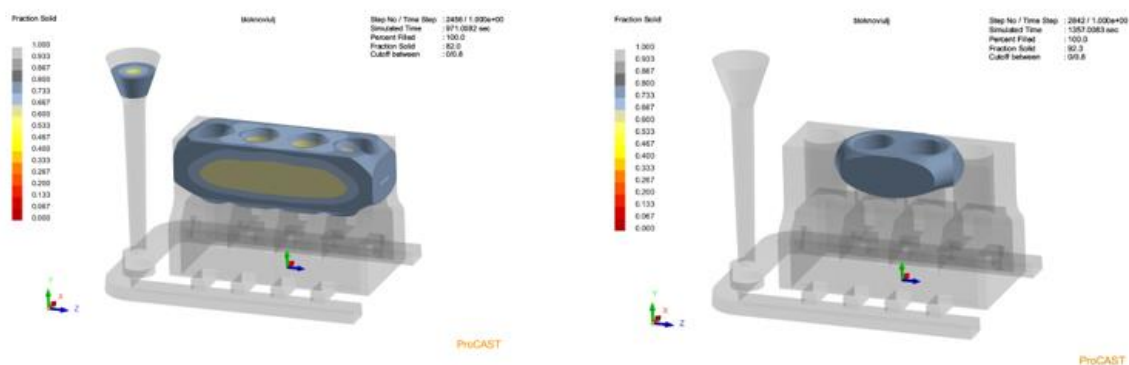 Fraction Solid
bloknoviulj
Step No / Time Step : 2456 / 1.000e+00
Simulated Time : 971.0092 sec
Percent Filled : 100.0
Fraction Solid : 82.0
Cutoff between : 0/0.8
1.000
0.933
0.867
0.800
0.733
0.667
0.600
0.533
0.467
0.400
0.333
0.267
0.200
0.133
0.067
0.000
Y
X
Z
ProCAST
Fraction Solid
bloknoviulj
Step No / Time Step : 2842 / 1.000e+00
Simulated Time : 1357.0083 sec
Percent Filled : 100.0
Fraction Solid : 92.3
Cutoff between : 0/0.8
1.000
0.933
0.867
0.800
0.733
0.667
0.600
0.533
0.467
0.400
0.333
0.267
0.200
0.133
0.067
0.000
Y
X
Z
ProCAST